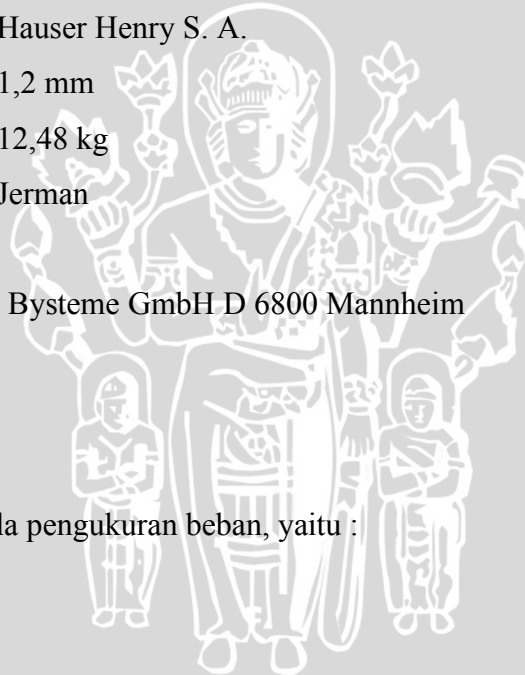 Hauser Henry S. A.
1,2 mm
12,48 kg
Jerman
Bysteme GmbH D 6800 Mannheim
la pengukuran beban, yaitu :